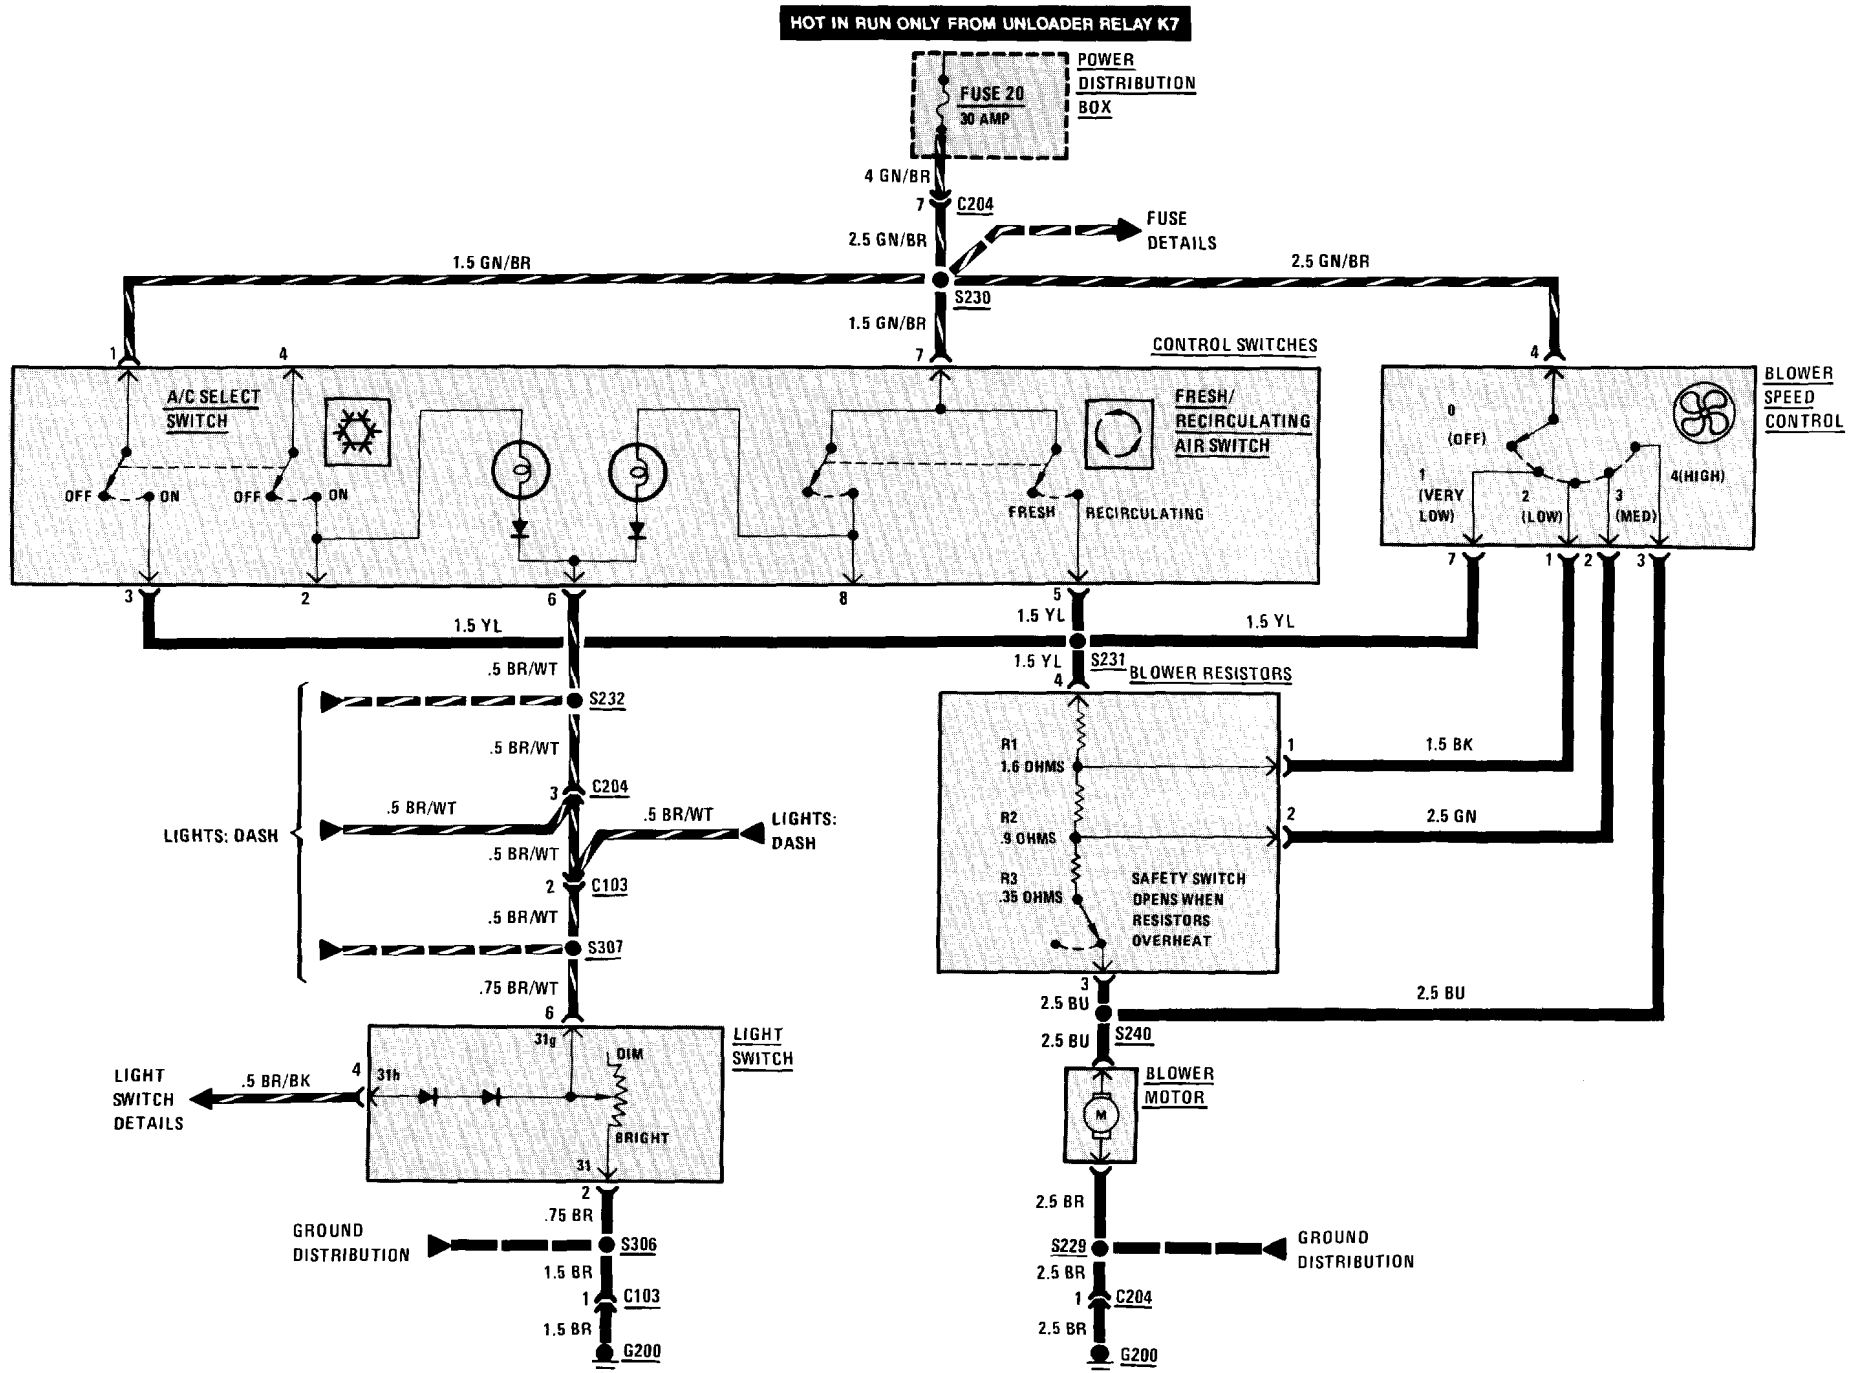 HOT IN RUN ONLY FROM UNLOADER RELAY K7
POWER
DISTRIBUTION
BOX
FUSE 20
30 AMP
4 GN/BR
7
C204
2.5 GN/BR
FUSE
DETAILS
1.5 GN/BR
2.5 GN/BR
S230
1.5 GN/BR
1
4
7
CONTROL SWITCHES
4
A/C SELECT
SWITCH
FRESH/
RECIRCULATING
AIR SWITCH
BLOWER
SPEED
CONTROL
0
(OFF)
OFF
ON
OFF
ON
FRESH
RECIRCULATING
1
(VERY
LOW)
2
(LOW)
3
(MED)
4(HIGH)
3
2
6
8
5
7
1
2
3
1.5 YL
1.5 YL
1.5 YL
.5 BR/WT
1.5 YL
S231
4
BLOWER RESISTORS
S232
.5 BR/WT
R1
1.6 OHMS
1
1.5 BK
3
C204
.5 BR/WT
.5 BR/WT
LIGHTS: DASH
LIGHTS:
DASH
.5 BR/WT
R2
.9 OHMS
2
2.5 GN
2
C103
R3
.35 OHMS
SAFETY SWITCH
OPENS WHEN
RESISTORS
OVERHEAT
.5 BR/WT
S307
.75 BR/WT
6
3
2.5 BU
2.5 BU
S240
2.5 BU
31g
LIGHT
SWITCH
DIM
LIGHT
SWITCH
DETAILS
.5 BR/BK
4
31h
BRIGHT
31
BLOWER
MOTOR
M
2
.75 BR
2.5 BR
GROUND
DISTRIBUTION
S306
S229
GROUND
DISTRIBUTION
1.5 BR
2.5 BR
1
C103
1
C204
1.5 BR
2.5 BR
G200
G200